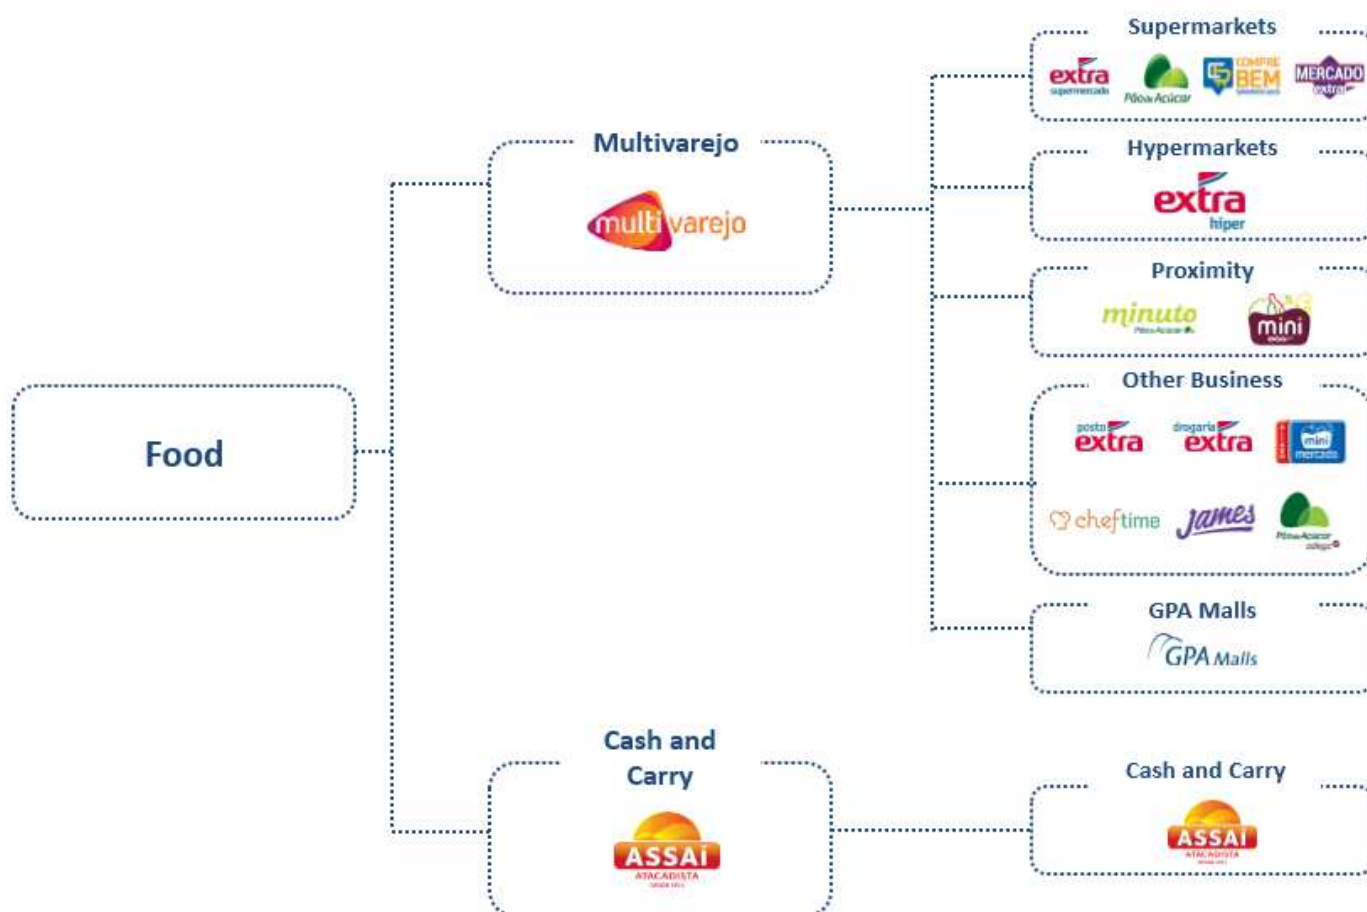 Supermarkets
extra
supermercado
Pão de Açúcar
COMPRE
BEM
MERCADO
extra
Multivarejo
multivarejo
Hypermarkets
extra
hiper
Proximity
minuto
Pão de Açúcar
mini
extra
Other Business
posto
extra
drogaria
extra
mini
mercado
Food
cheftime
James
Pão de Açúcar
adega
GPA Malls
GPA Malls
Cash and
Carry
ASSAÍ
ATACADISTA
Cash and Carry
ASSAÍ
ATACADISTA